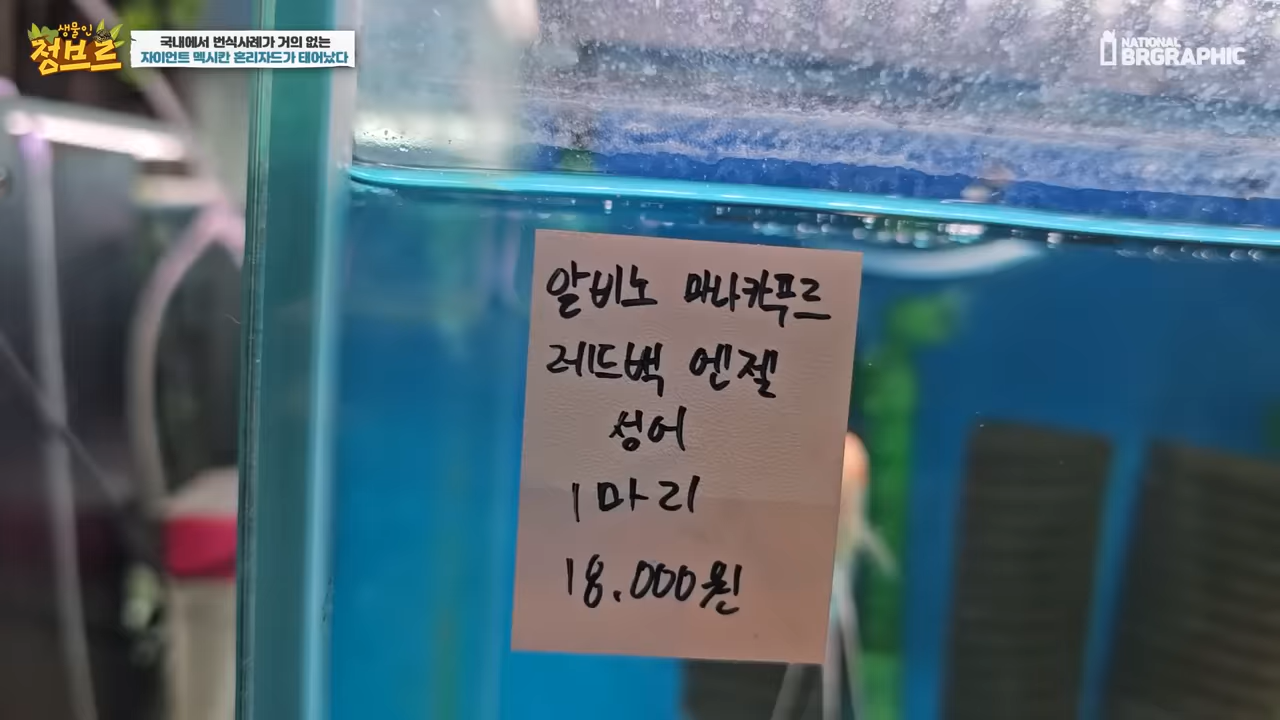 생물인
점브르
국내에서 번식사례가 거의 없는
자이언트 멕시칸 혼리자드가 태어났다
NATIONAL
BRGRAPHIC
알비노 마나카푸르
레드백 엔젤
성어
1마리
18.000원